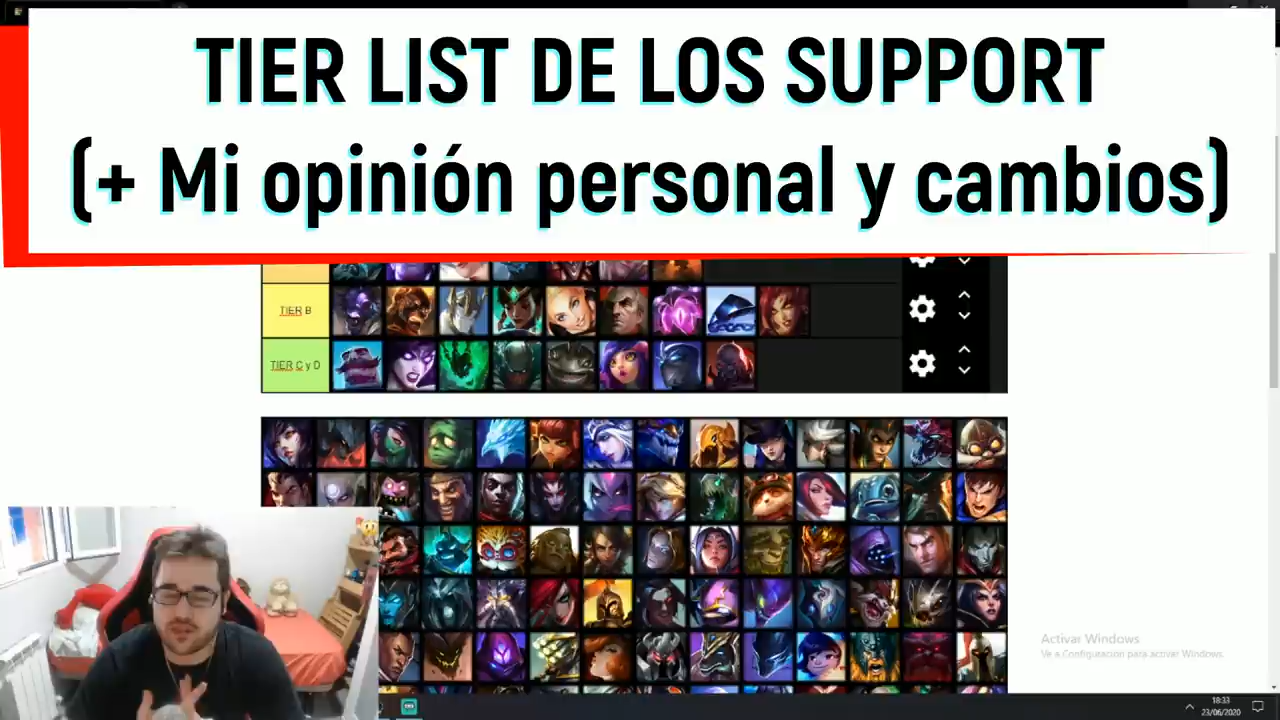 TIER LIST DE LOS SUPPORT
(+ Mi opinión personal y cambios)
TIER B
TIER C y D
Activar Windows
Ve a Configuración para activar Windows.
18:33
23/06/2020